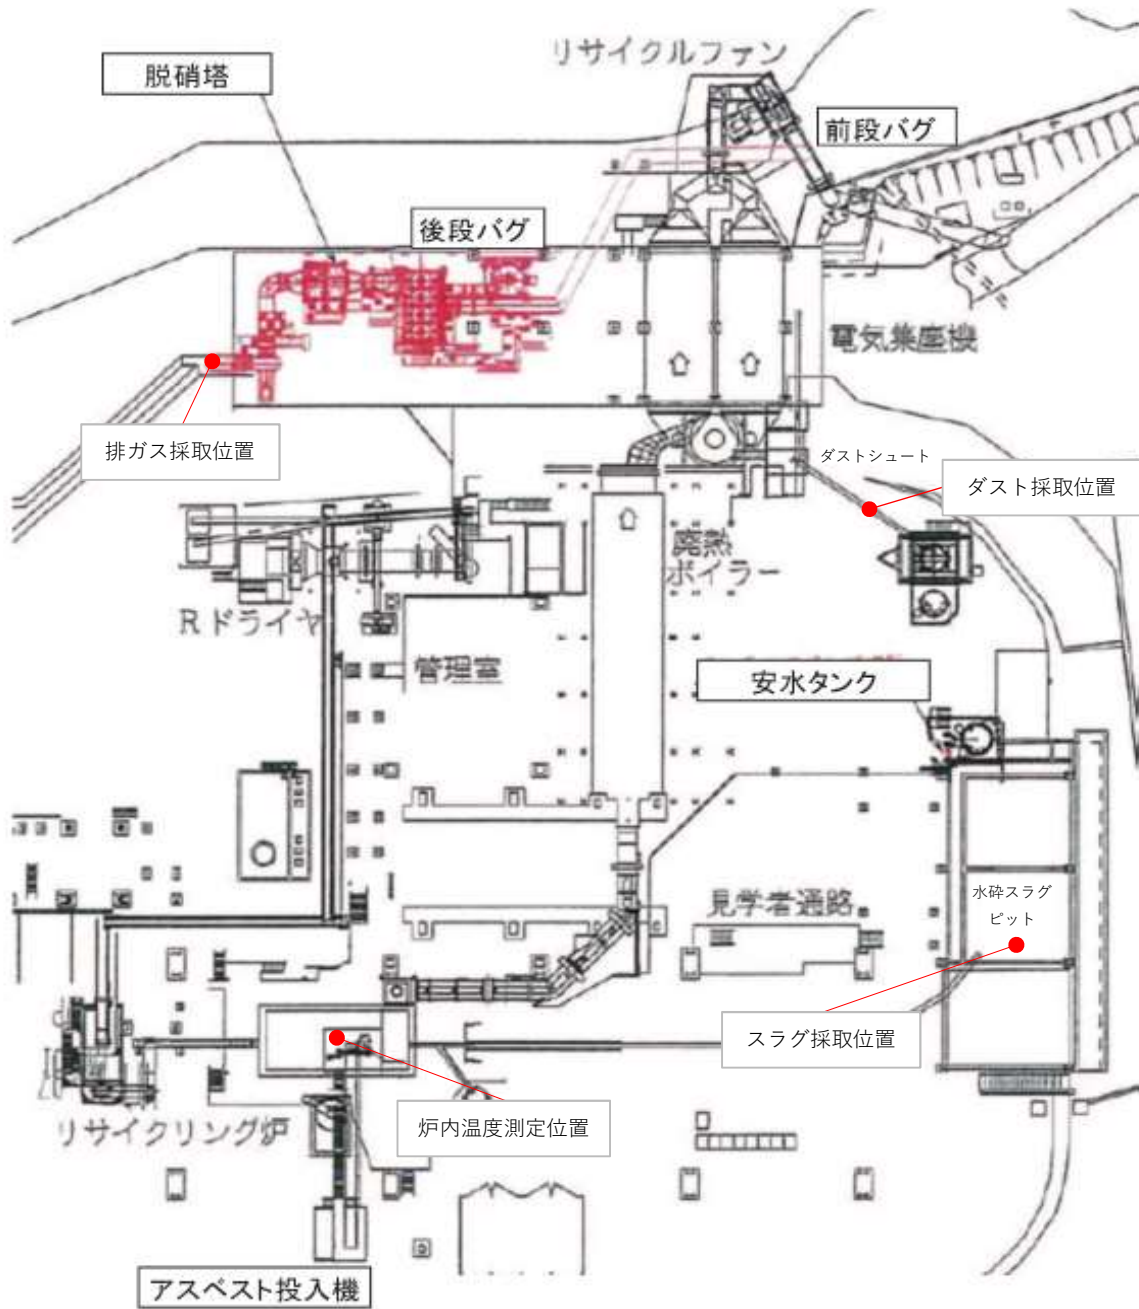 リサイクルファン
脱硝塔
前段バグ
後段バグ
電気集塵機
排ガス採取位置
ダストシュート
ダスト採取位置
廃熱
ボイラー
Rドライヤ
管理室
安水タンク
見学者通路
水砕スラグ
ピット
スラグ採取位置
炉内温度測定位置
リサイクリング炉
アスベスト投入機